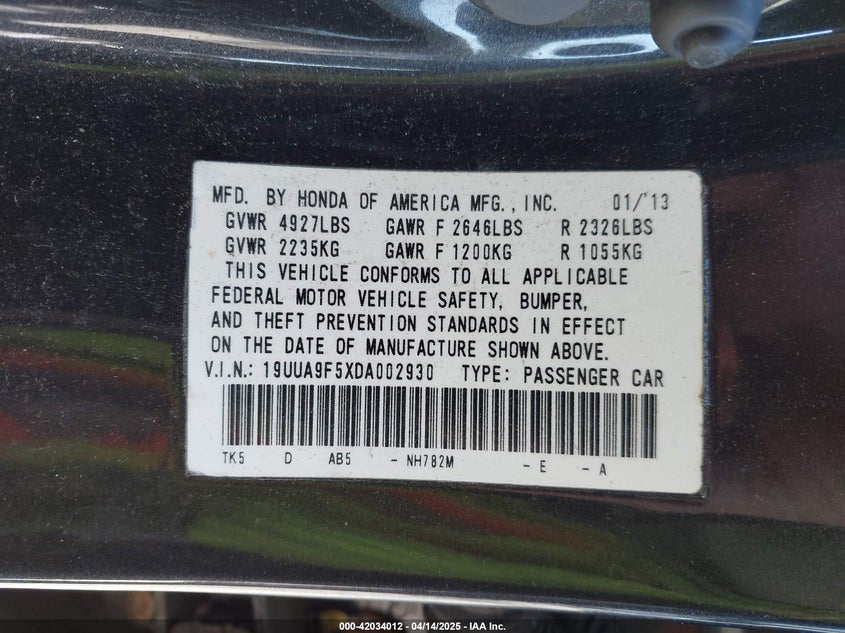 MFD. BY HONDA OF AMERICA MFG., INC. 01/'13
GVWR 4927LBS GAWR F 2646LBS R 2326LBS
GVWR 2235KG GAWR F 1200KG R 1055KG
THIS VEHICLE CONFORMS TO ALL APPLICABLE
FEDERAL MOTOR VEHICLE SAFETY, BUMPER,
AND THEFT PREVENTION STANDARDS IN EFFECT
ON THE DATE OF MANUFACTURE SHOWN ABOVE.
V.I.N.: 19UUA9F5XDA002930 TYPE: PASSENGER CAR
TK5 D AB5 - NH782M - E - A
000-42034012 - 04/14/2025 - IAA Inc.